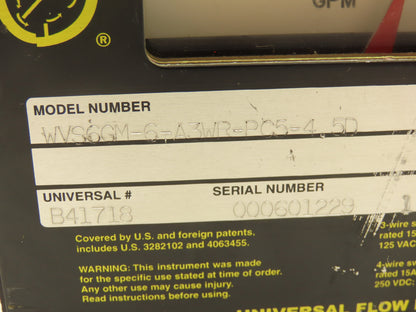 GPM
®
MODEL NUMBER
WVS6GM-6-A3WR-PC5-4.5D
UNIVERSAL #
SERIAL NUMBER
B41718
000601229
1
Covered by U.S. and foreign patents.
includes U.S. 3282102 and 4063455.
WARNING: This instrument was made
for the specific use stated at time of order.
Any other use may cause injury.
Read instructions before using.
3-wire s
rated 15
125 VAC
4-wire sw
rated 15A
250 VDC:
UNIVERSAL FLOW